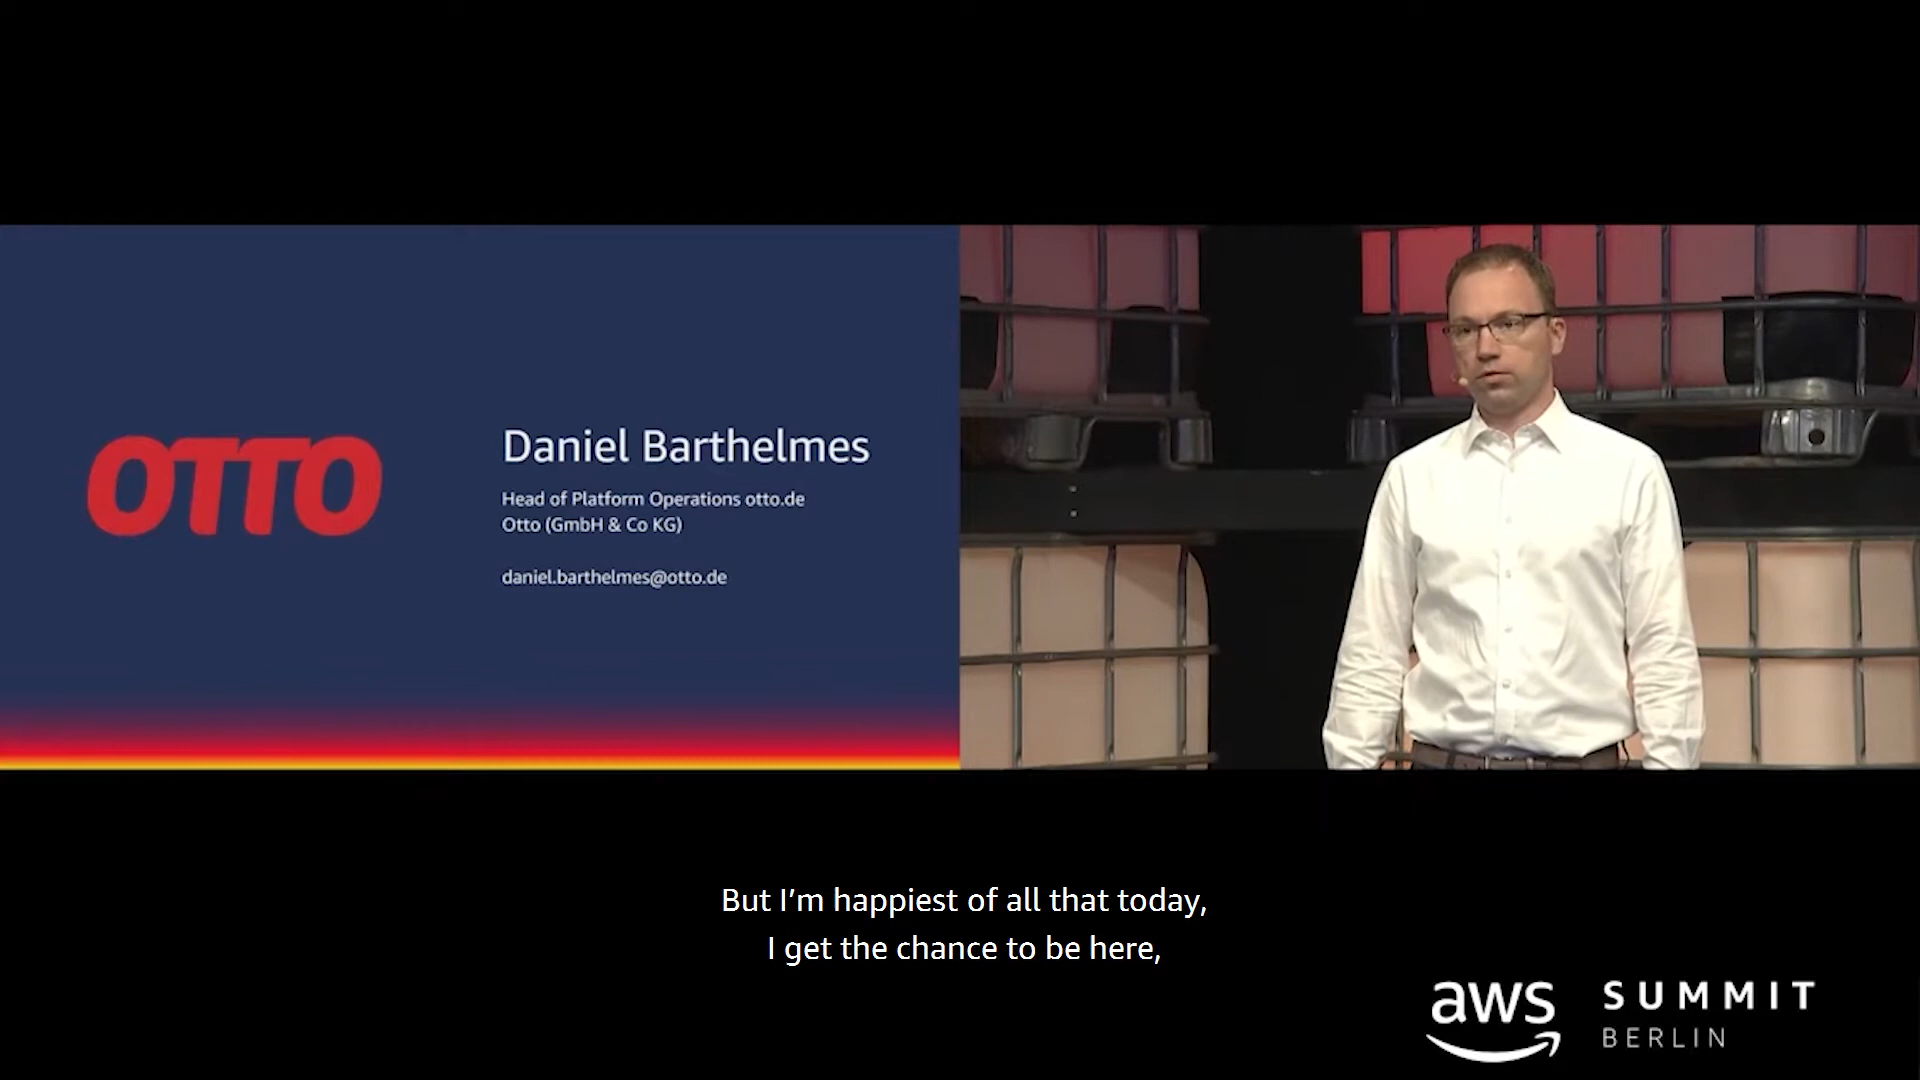 OTTO
Daniel Barthelmes
Head of Platform Operations otto.de
Otto (GmbH & Co KG)
daniel.barthelmes@otto.de
But I’m happiest of all that today,
I get the chance to be here,
aws SUMMIT
BERLIN